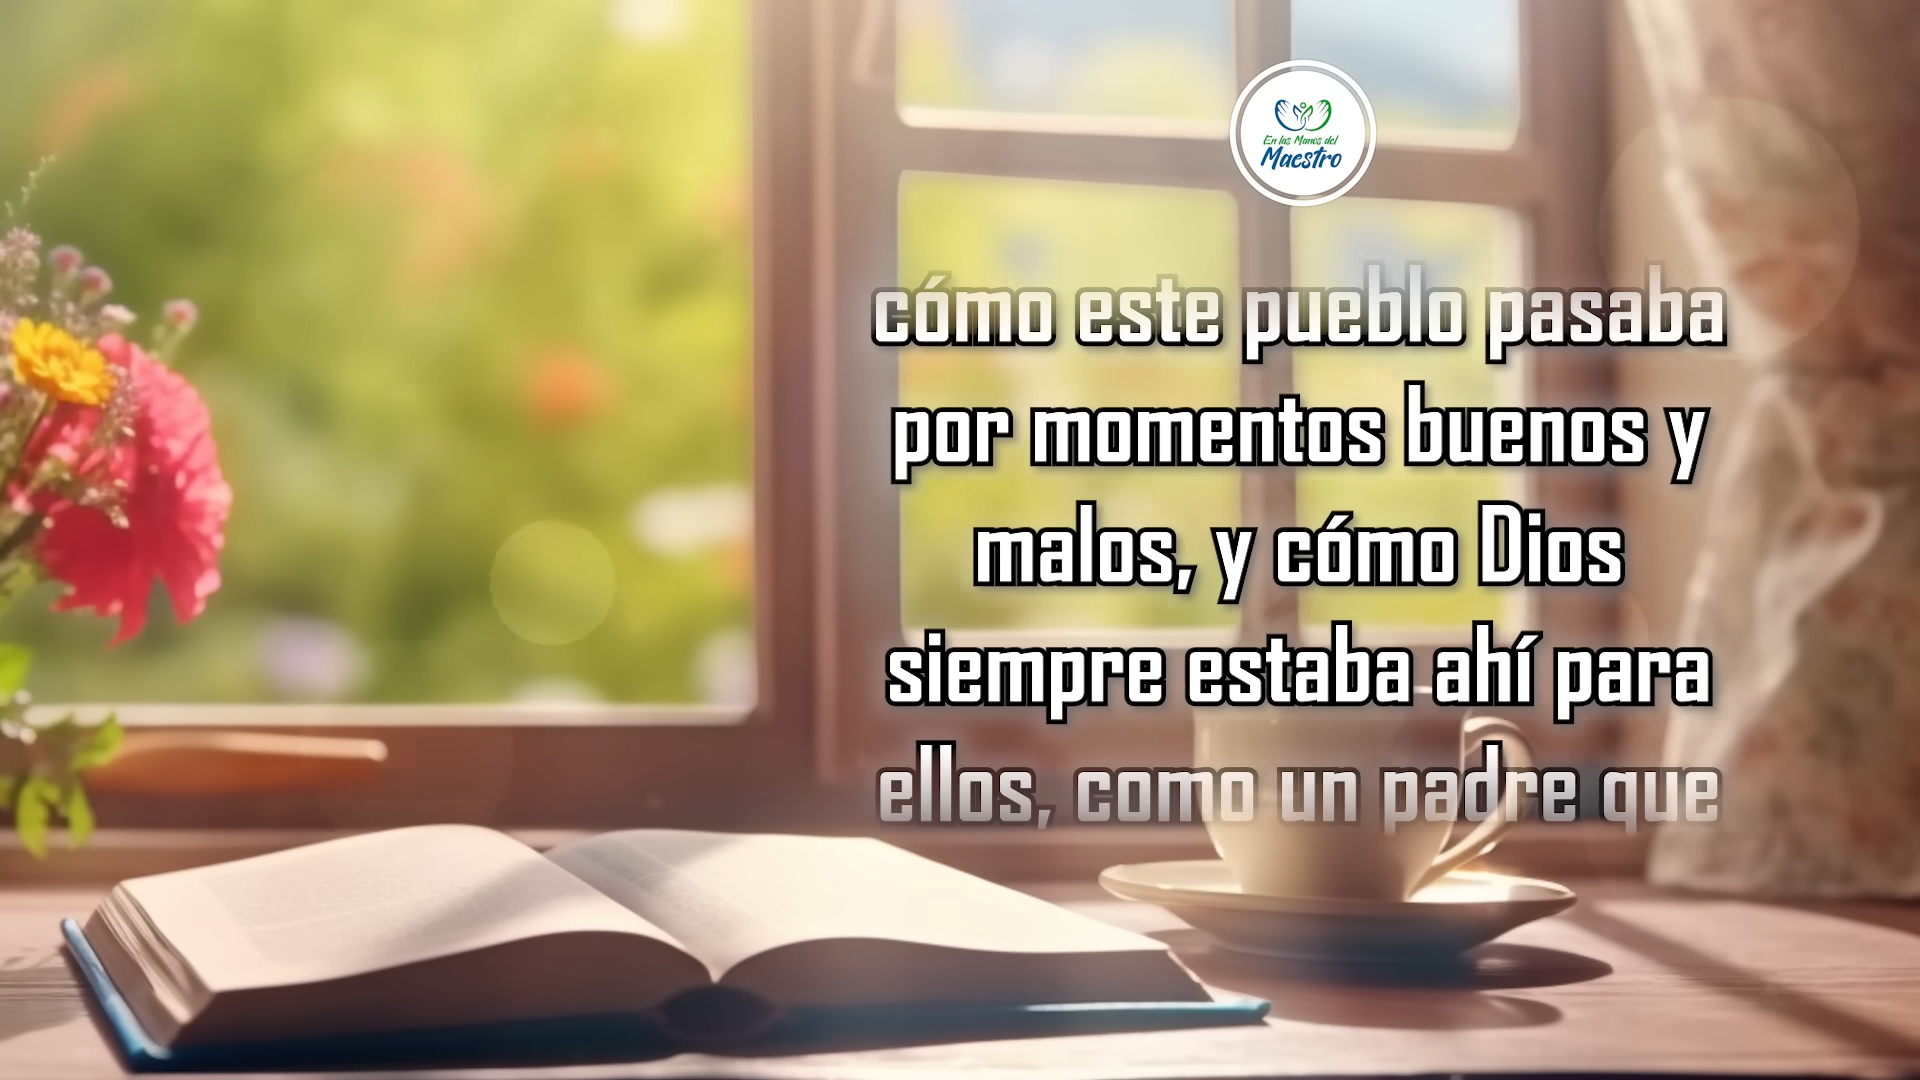 En las Manos del
Maestro
cómo este pueblo pasaba
por momentos buenos y
malos, y cómo Dios
siempre estaba ahí para
ellos, como un padre que